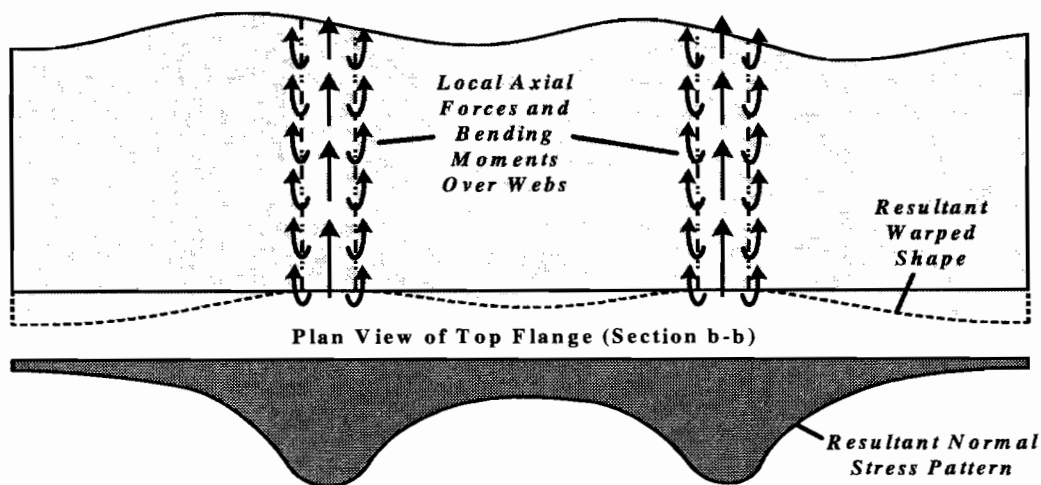 Local Axial
Forces and
Bending
Moments
Over Webs
Resultant
Warped
Shape
Plan View of Top Flange (Section b-b)
Resultant Normal
Stress Pattern